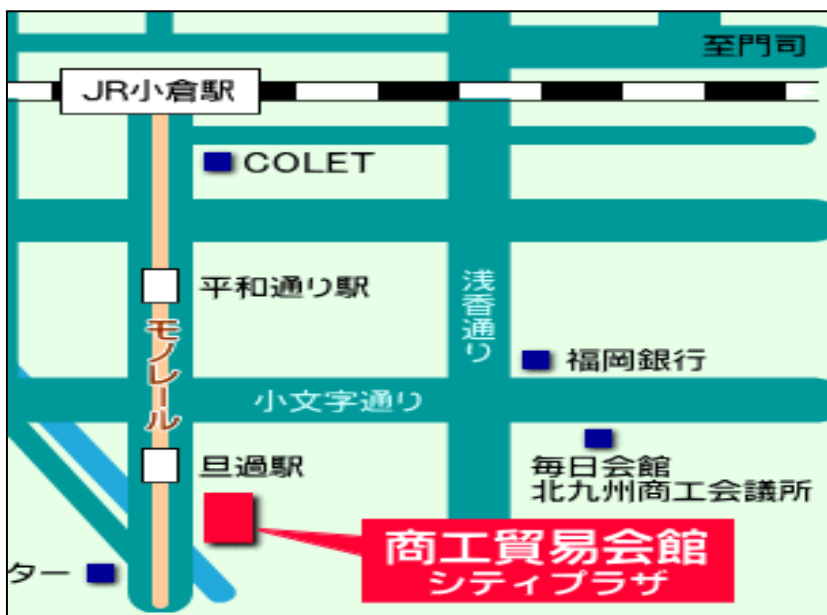 至門司
JR小倉駅
COLET
平和通り駅
浅香通り
モノレール
福岡銀行
小文字通り
旦過駅
毎日会館
北九州商工会議所
商工貿易会館
シティプラザ
ター